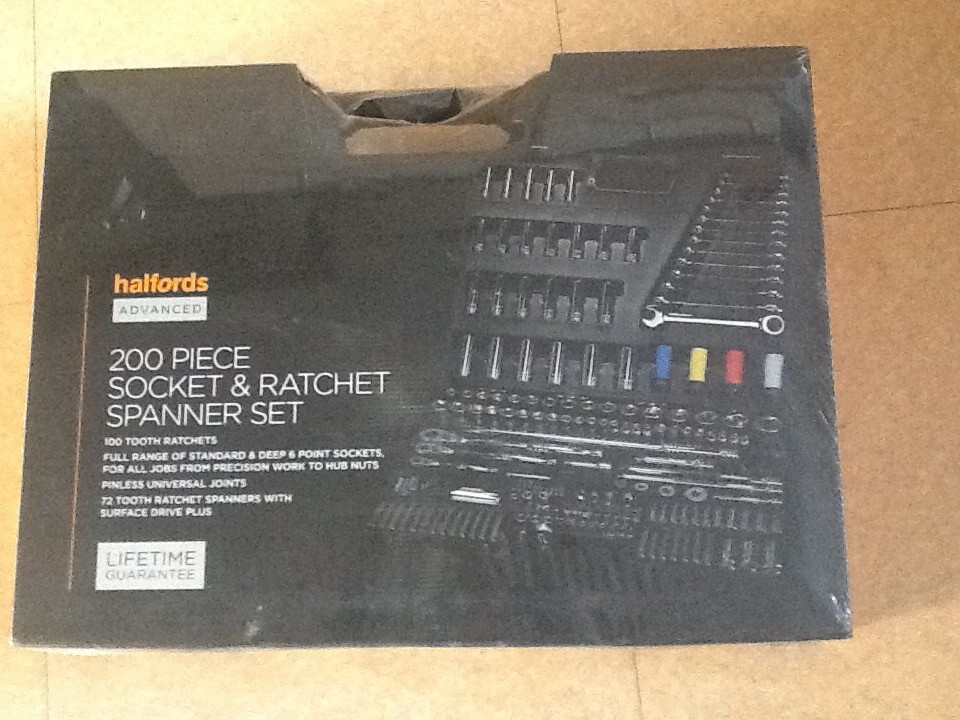 halfords
ADVANCED
200 PIECE
SOCKET & RATCHET
SPANNER SET
100 TOOTH RATCHETS
FULL RANGE OF STANDARD & DEEP 6 POINT SOCKETS,
FOR ALL JOBS FROM PRECISION WORK TO HUB NUTS
PINLESS UNIVERSAL JOINTS
72 TOOTH RATCHET SPANNERS WITH
SURFACE DRIVE PLUS
LIFETIME
GUARANTEE